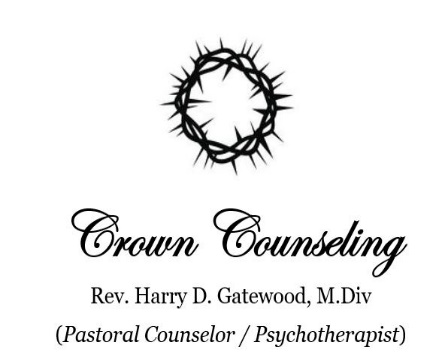 Crown Counseling
Rev. Harry D. Gatewood, M.Div
(Pastoral Counselor / Psychotherapist)